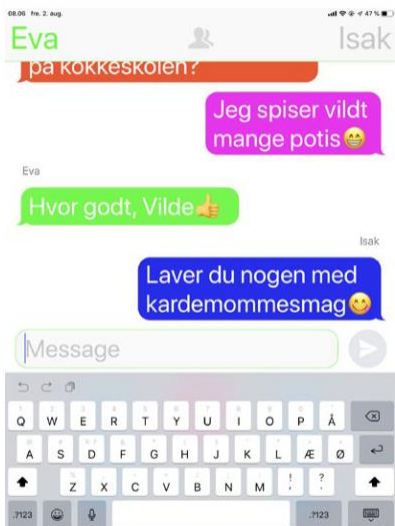 08.06 fre. 2. aug. 47 %
Eva Isak
på kokkeskolen?
Jeg spiser vildt
mange potis😁
Eva
Hvor godt, Vilde👍
Isak
Laver du nogen med
kardemommesmag😋
Message
Q W E R T Y U I O P Å
A S D F G H J K L Æ Ø
Z X C V B N M ! , ? .
.?123 .?123